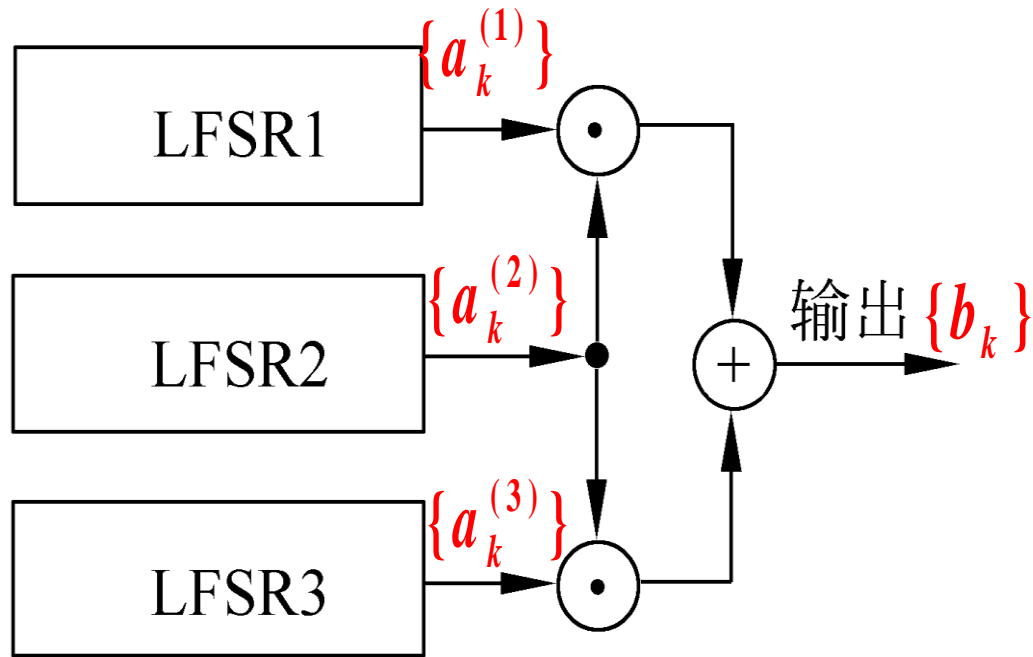 {a_k^(1)}
LFSR1
{a_k^(2)}
LFSR2
输出 {b_k}
{a_k^(3)}
LFSR3